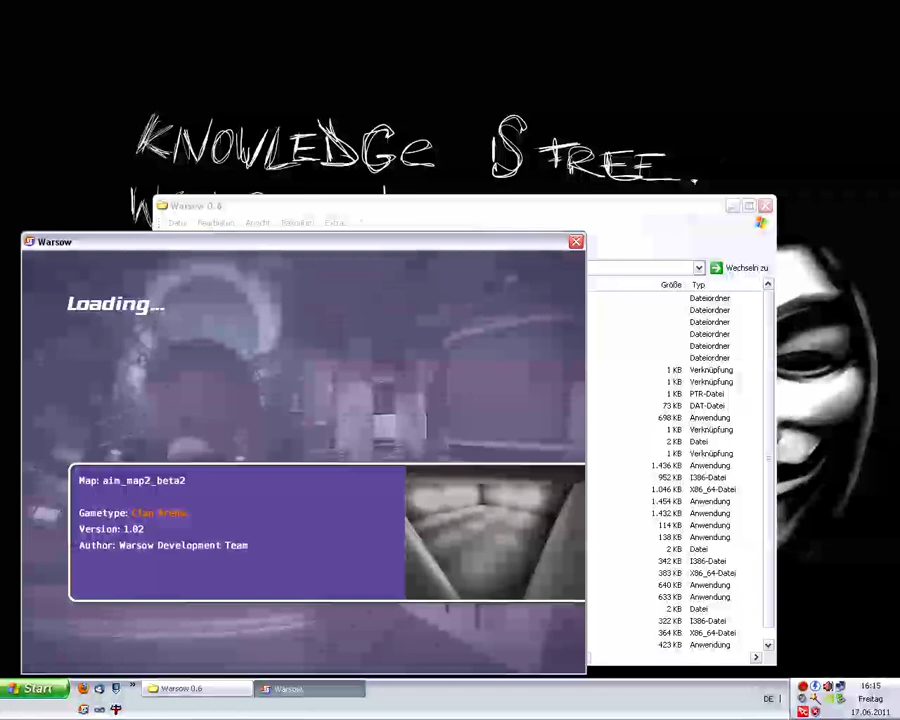 KNOWLEDGe IS FREE.
Warsow 0.6
Datei Bearbeiten Ansicht Favoriten Extras
Warsow
Wechseln zu
Größe Typ
Loading...
Dateiordner
Dateiordner
Dateiordner
Dateiordner
Dateiordner
Dateiordner
1 KB Verknüpfung
1 KB Verknüpfung
1 KB PTR-Datei
73 KB DAT-Datei
698 KB Anwendung
1 KB Verknüpfung
2 KB Datei
1 KB Verknüpfung
1.436 KB Anwendung
952 KB I386-Datei
1.046 KB X86_64-Datei
1.454 KB Anwendung
1.432 KB Anwendung
114 KB Anwendung
138 KB Anwendung
2 KB Datei
342 KB I386-Datei
383 KB X86_64-Datei
640 KB Anwendung
633 KB Anwendung
2 KB Datei
322 KB I386-Datei
364 KB X86_64-Datei
423 KB Anwendung
Map: aim_map2_beta2
Gametype: Clan Arena
Version: 1.02
Author: Warsow Development Team
Start
Warsow 0.6
Warsow
DE
16:15
Freitag
17.06.2011